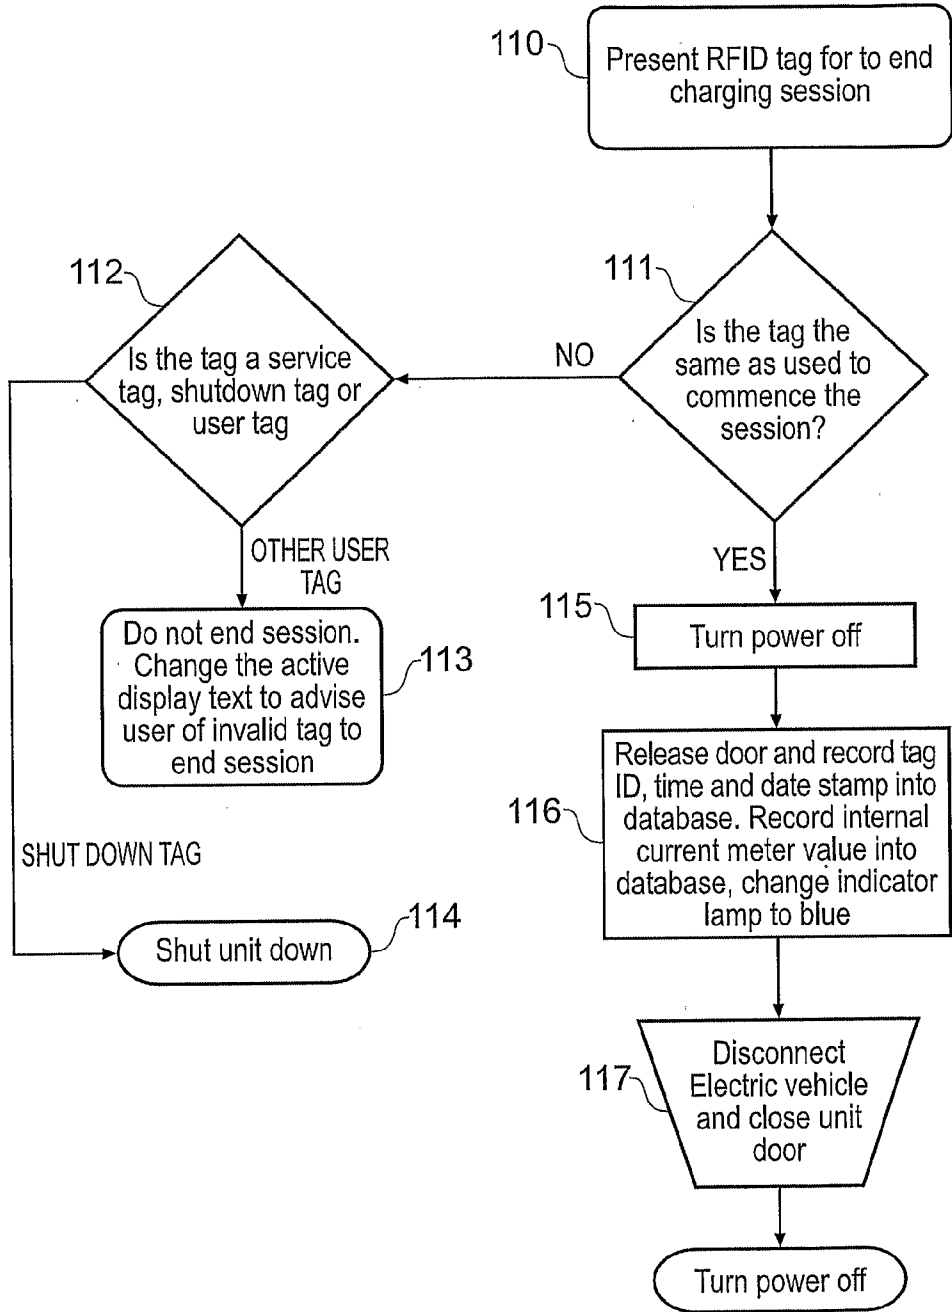 110
Present RFID tag for to end
charging session
111
Is the tag the
same as used to
commence the
session?
NO
112
Is the tag a service
tag, shutdown tag or
user tag
OTHER USER
TAG
113
Do not end session.
Change the active
display text to advise
user of invalid tag to
end session
SHUT DOWN TAG
114
Shut unit down
YES
115
Turn power off
116
Release door and record tag
ID, time and date stamp into
database. Record internal
current meter value into
database, change indicator
lamp to blue
117
Disconnect
Electric vehicle
and close unit
door
Turn power off